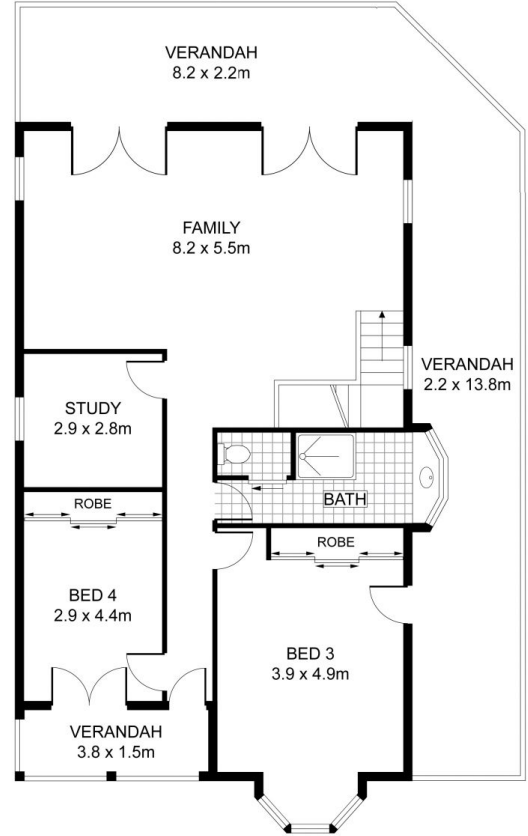 VERANDAH
8.2 x 2.2m
FAMILY
8.2 x 5.5m
VERANDAH
2.2 x 13.8m
STUDY
2.9 x 2.8m
BATH
ROBE
ROBE
BED 4
2.9 x 4.4m
BED 3
3.9 x 4.9m
VERANDAH
3.8 x 1.5m